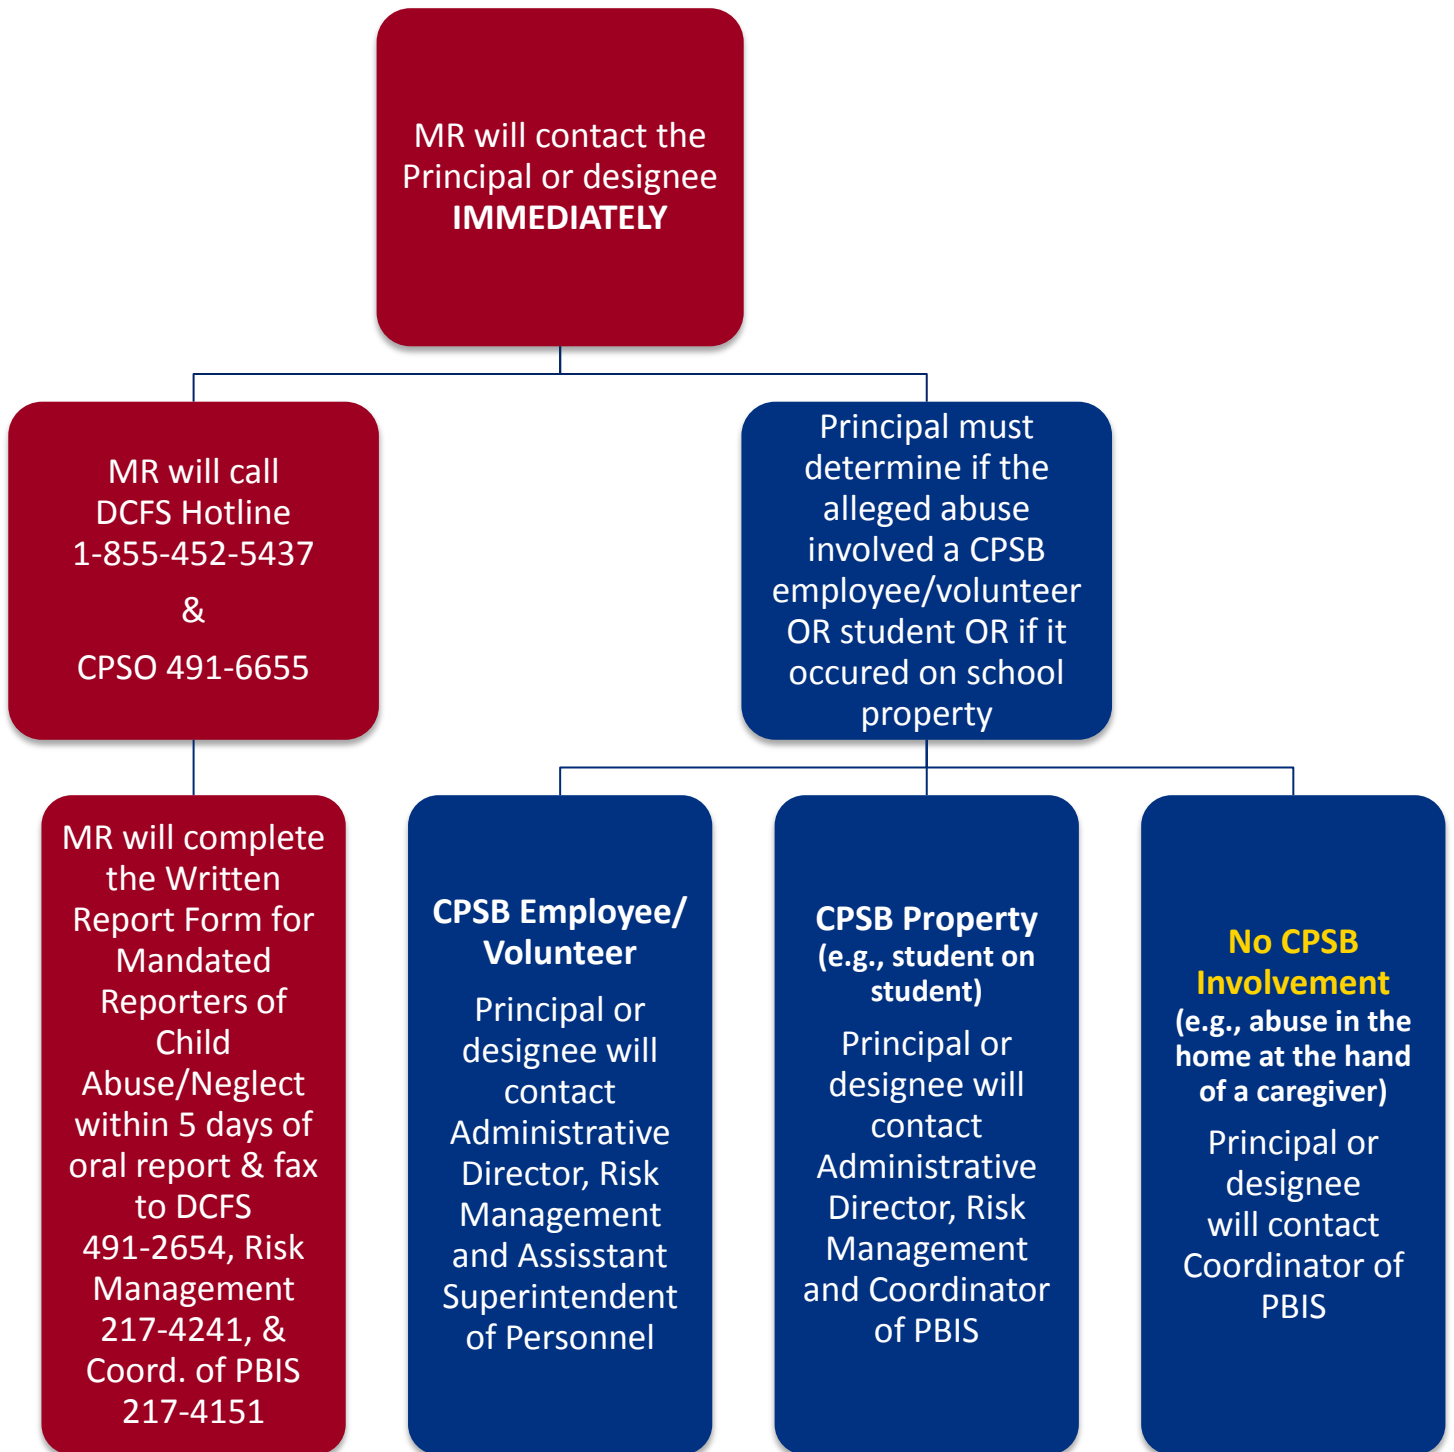 MR will contact the
Principal or designee
IMMEDIATELY
MR will call
DCFS Hotline
1-855-452-5437
&
CPSO 491-6655
Principal must
determine if the
alleged abuse
involved a CPSB
employee/volunteer
OR student OR if it
occured on school
property
MR will complete
the Written
Report Form for
Mandated
Reporters of
Child
Abuse/Neglect
within 5 days of
oral report & fax
to DCFS
491-2654, Risk
Management
217-4241, &
Coord. of PBIS
217-4151
CPSB Employee/
Volunteer
Principal or
designee will
contact
Administrative
Director, Risk
Management
and Assisstant
Superintendent
of Personnel
CPSB Property
(e.g., student on
student)
Principal or
designee will
contact
Administrative
Director, Risk
Management
and Coordinator
of PBIS
No CPSB
Involvement
(e.g., abuse in the
home at the hand
of a caregiver)
Principal or
designee
will contact
Coordinator of
PBIS